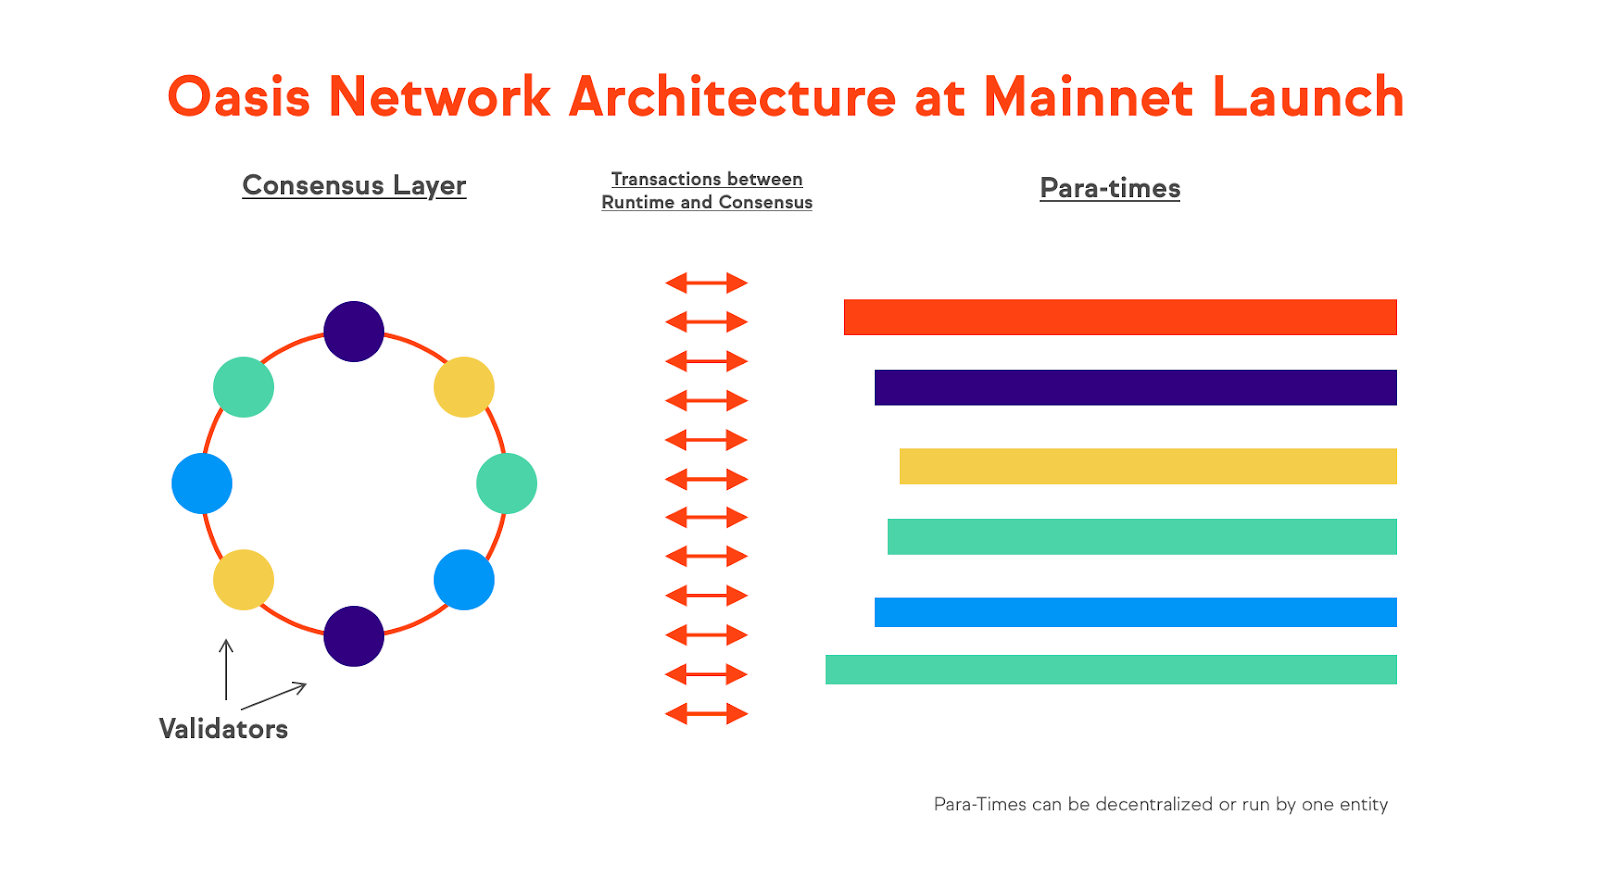 Oasis Network Architecture at Mainnet Launch
Consensus Layer
Transactions between
Runtime and Consensus
Para-times
Validators
Para-Times can be decentralized or run by one entity